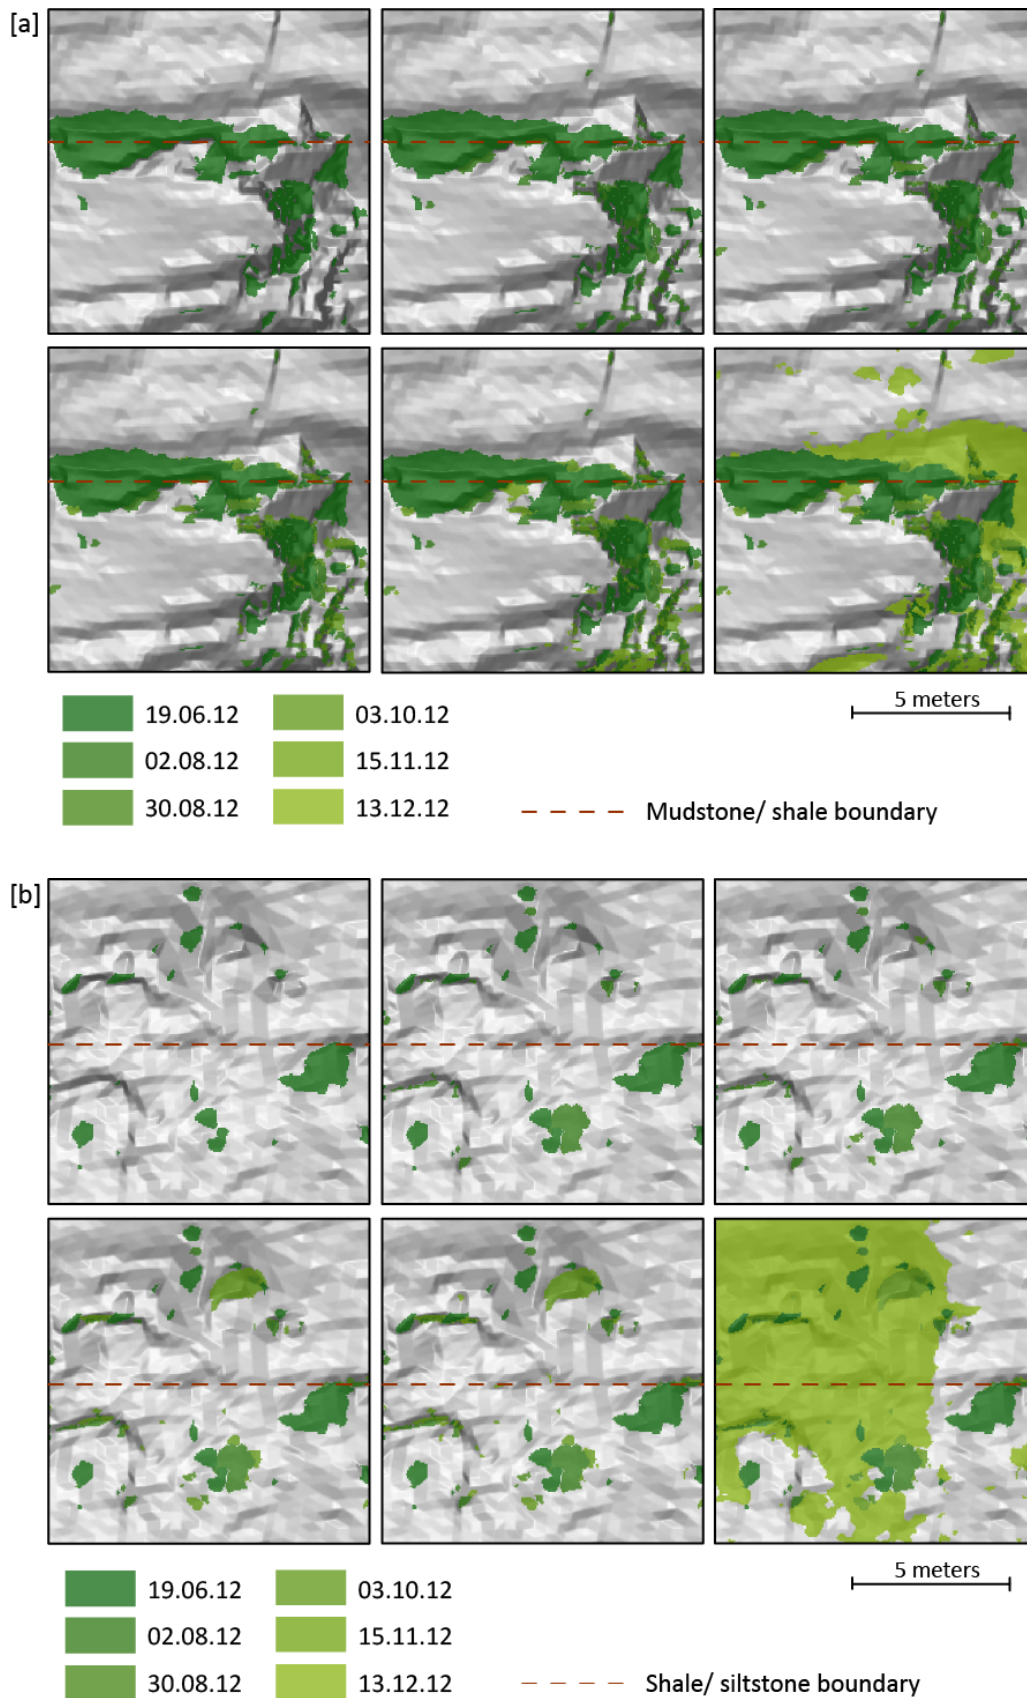 [a]
5 meters
19.06.12 03.10.12
02.08.12 15.11.12
30.08.12 13.12.12
Mudstone/ shale boundary
[b]
5 meters
19.06.12 03.10.12
02.08.12 15.11.12
30.08.12 13.12.12
Shale/ siltstone boundary